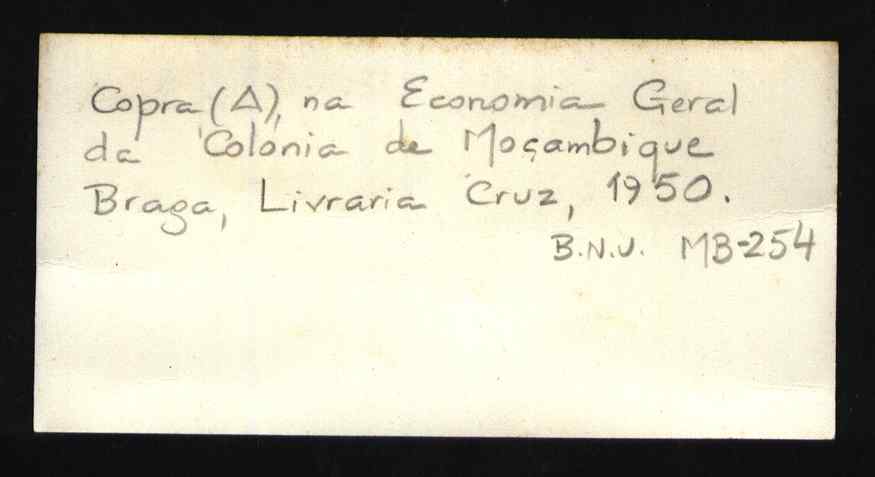 Copra (A), na Economia Geral
da Colónia de Moçambique
Braga, Livraria Cruz, 1950.
B.N.U. MB-254